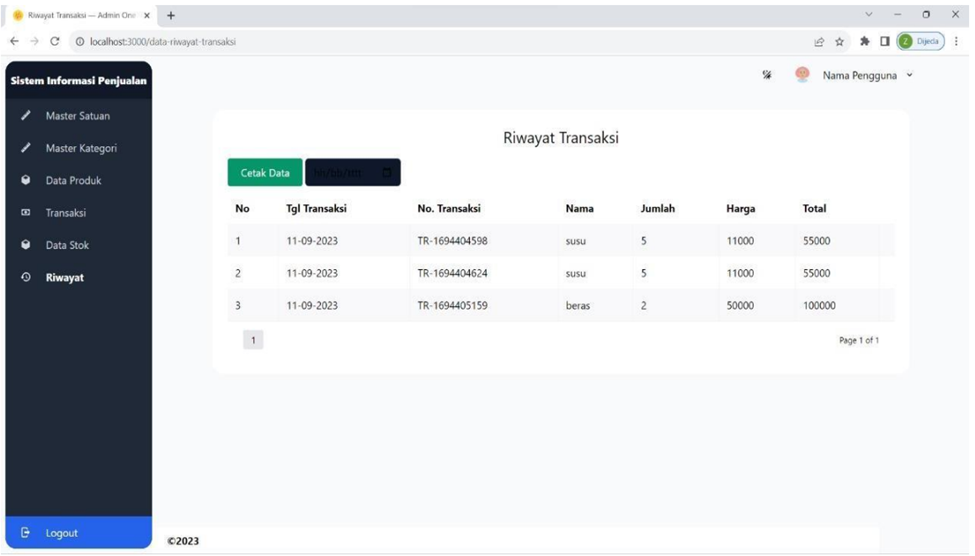 Riwayat Transaksi — Admin One
localhost:3000/data-riwayat-transaksi
Z Dijeda
Sistem Informasi Penjualan
Nama Pengguna
Master Satuan
Master Kategori
Data Produk
Transaksi
Data Stok
Riwayat
Logout
Riwayat Transaksi
Cetak Data
hh/bb/tttt
No Tgl Transaksi No. Transaksi Nama Jumlah Harga Total
1 11-09-2023 TR-1694404598 susu 5 11000 55000
2 11-09-2023 TR-1694404624 susu 5 11000 55000
3 11-09-2023 TR-1694405159 beras 2 50000 100000
1 Page 1 of 1
©2023